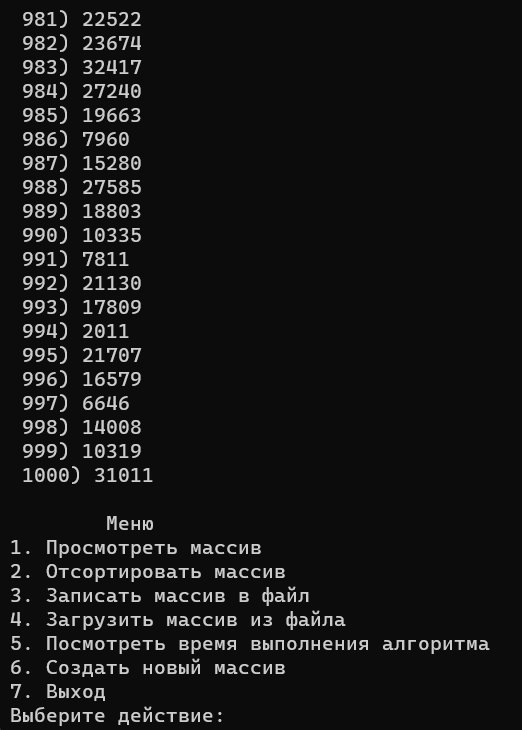 981) 22522
982) 23674
983) 32417
984) 27240
985) 19663
986) 7960
987) 15280
988) 27585
989) 18803
990) 10335
991) 7811
992) 21130
993) 17809
994) 2011
995) 21707
996) 16579
997) 6646
998) 14008
999) 10319
1000) 31011
Меню
1. Просмотреть массив
2. Отсортировать массив
3. Записать массив в файл
4. Загрузить массив из файла
5. Посмотреть время выполнения алгоритма
6. Создать новый массив
7. Выход
Выберите действие: